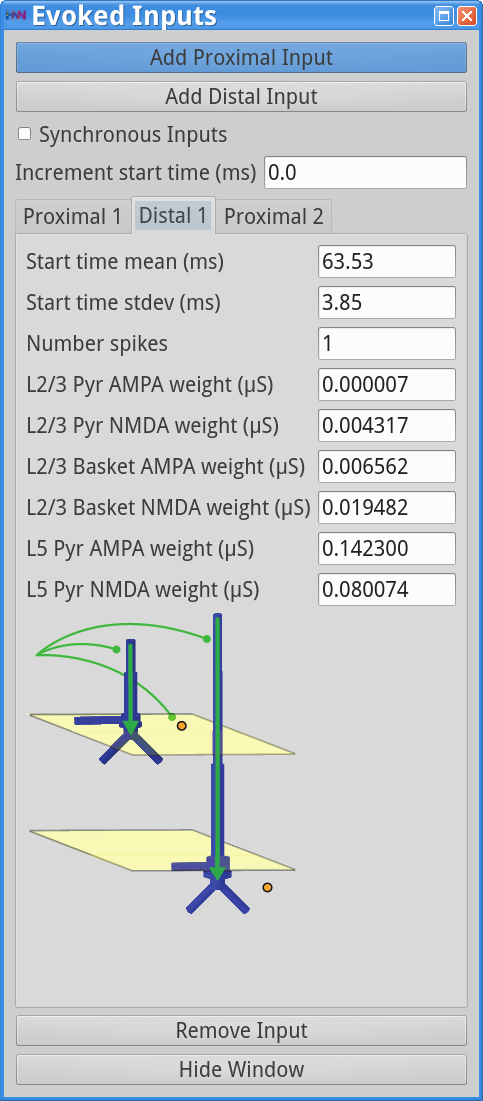 HNN Evoked Inputs
Add Proximal Input
Add Distal Input
Synchronous Inputs
Increment start time (ms) 0.0
Proximal 1 Distal 1 Proximal 2
Start time mean (ms) 63.53
Start time stdev (ms) 3.85
Number spikes 1
L2/3 Pyr AMPA weight (µS) 0.000007
L2/3 Pyr NMDA weight (µS) 0.004317
L2/3 Basket AMPA weight (µS) 0.006562
L2/3 Basket NMDA weight (µS) 0.019482
L5 Pyr AMPA weight (µS) 0.142300
L5 Pyr NMDA weight (µS) 0.080074
Remove Input
Hide Window